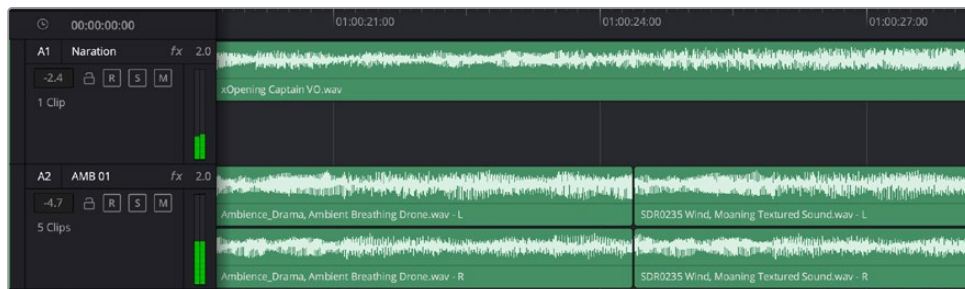 00:00:00:00 01:00:21:00 01:00:24:00 01:00:27:00
A1 Naration fx 2.0
-2.4 R S M
xOpening Captain VO.wav
1 Clip
A2 AMB 01 fx 2.0
-4.7 R S M
Ambience_Drama, Ambient Breathing Drone.wav - L SDR0235 Wind, Moaning Textured Sound.wav - L
5 Clips
Ambience_Drama, Ambient Breathing Drone.wav - R SDR0235 Wind, Moaning Textured Sound.wav - R